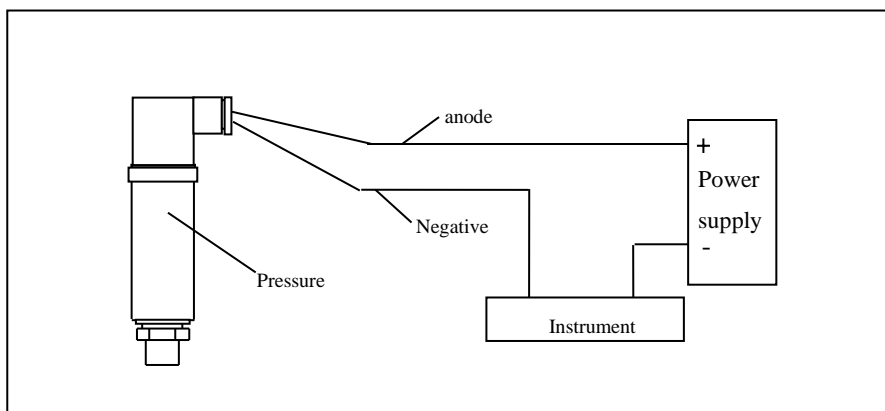 anode
+
Power
supply
-
Negative
Pressure
Instrument